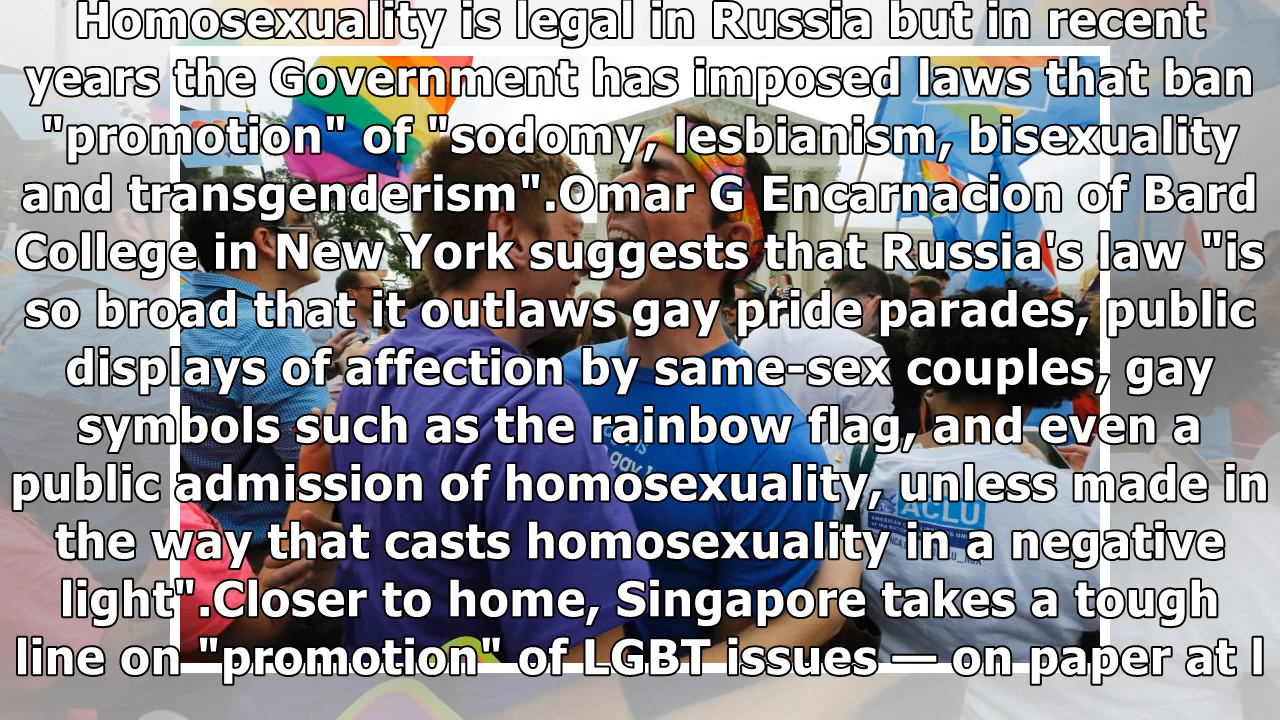 Homosexuality is legal in Russia but in recent
years the Government has imposed laws that ban
"promotion" of "sodomy, lesbianism, bisexuality
and transgenderism".Omar G Encarnacion of Bard
College in New York suggests that Russia's law "is
so broad that it outlaws gay pride parades, public
displays of affection by same-sex couples, gay
symbols such as the rainbow flag, and even a
public admission of homosexuality, unless made in
the way that casts homosexuality in a negative
light".Closer to home, Singapore takes a tough
line on "promotion" of LGBT issues — on paper at l
is
gay
ACLU